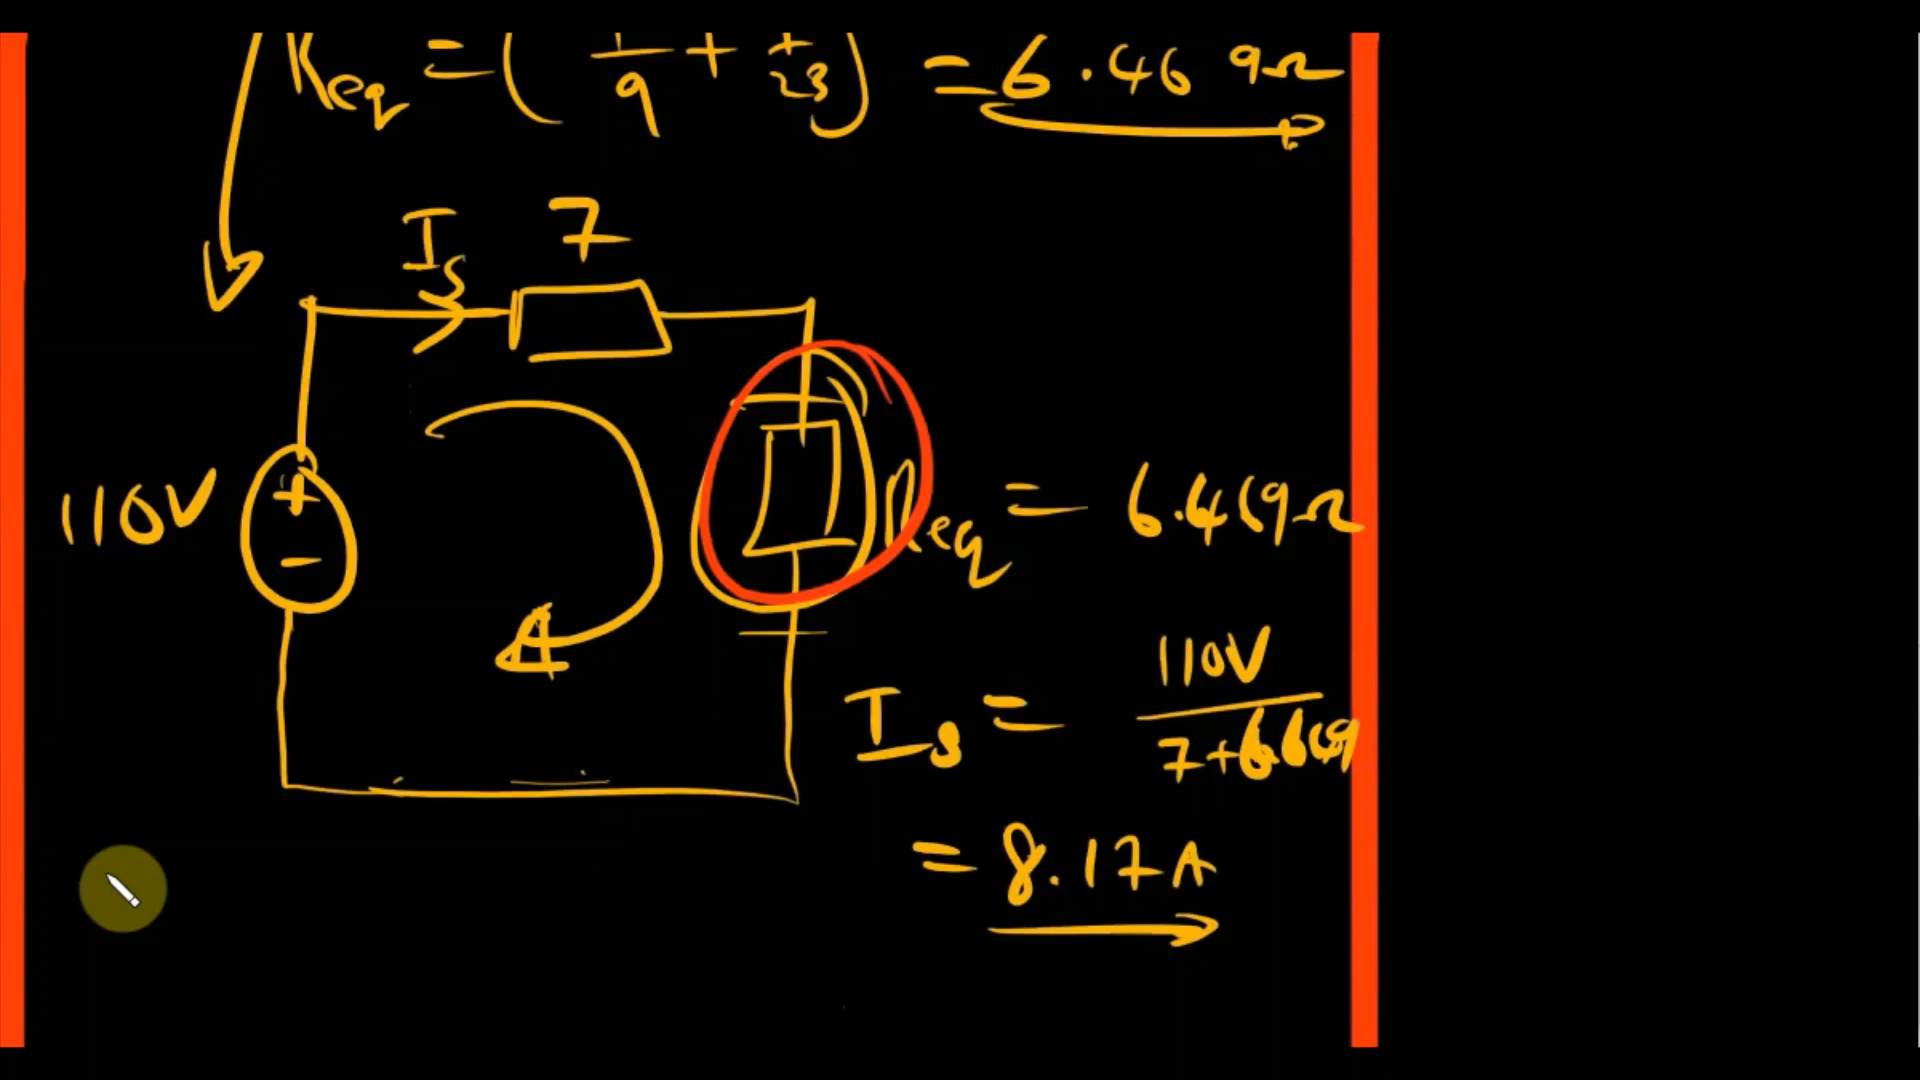 Req = ( 1/9 + 1/23 ) = 6.469Ω
Is 7
110V
+
-
Req = 6.469Ω
Is = 110V / 7+6.469
= 8.17A